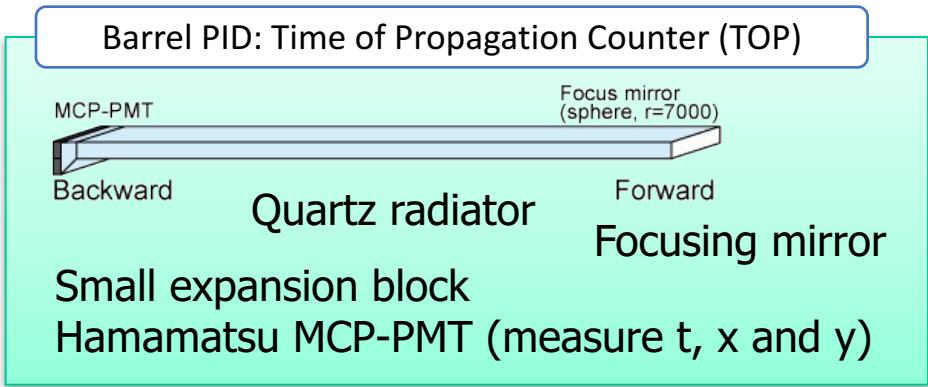 Barrel PID: Time of Propagation Counter (TOP)
MCP-PMT
Focus mirror
(sphere, r=7000)
Backward
Forward
Quartz radiator
Focusing mirror
Small expansion block
Hamamatsu MCP-PMT (measure t, x and y)